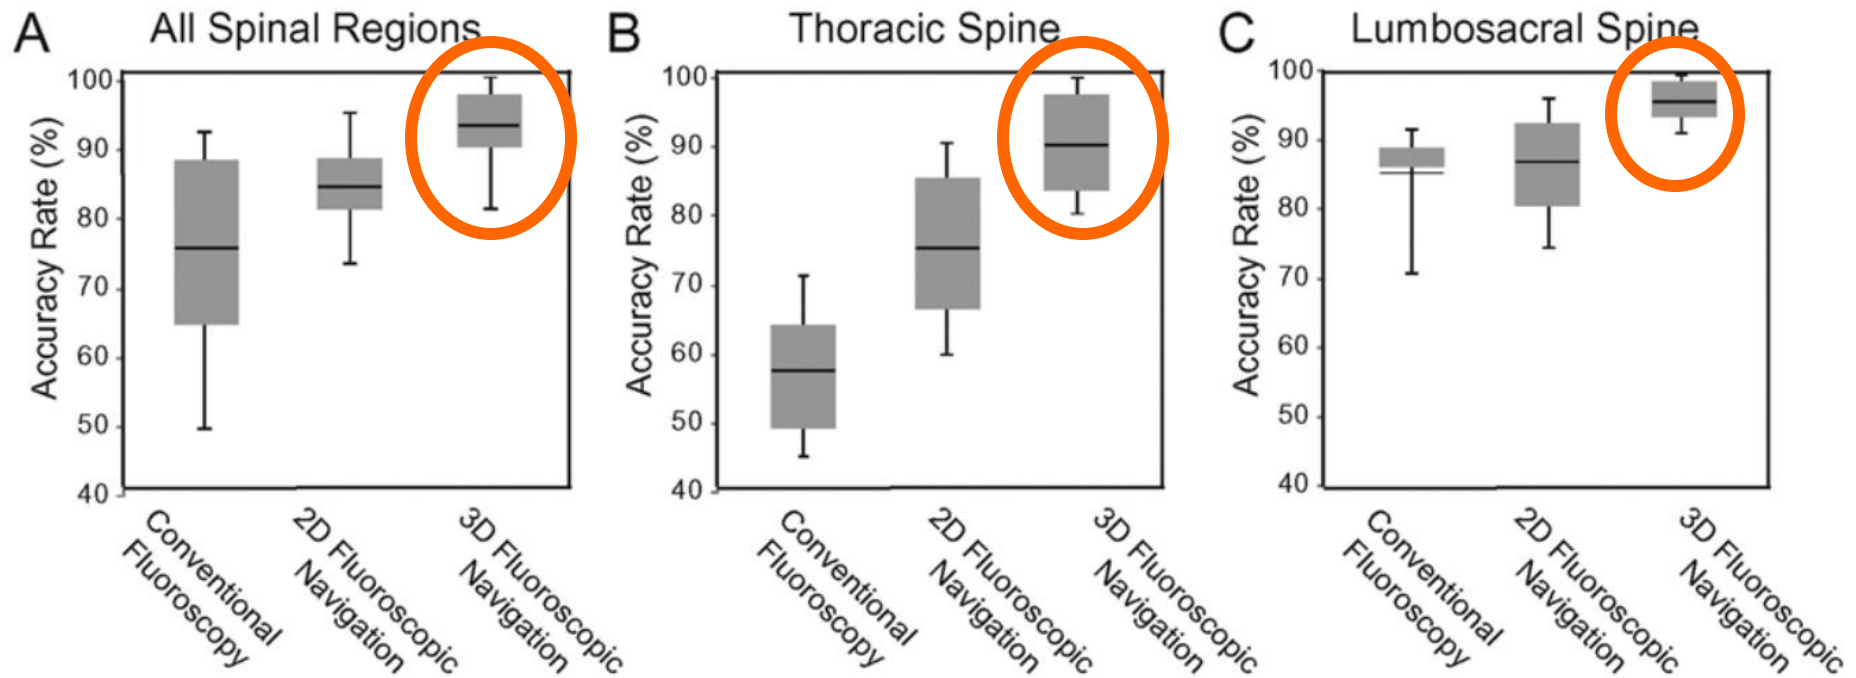 A All Spinal Regions
Accuracy Rate (%)
100
90
80
70
60
50
40
Conventional
Fluoroscopy
2D Fluoroscopic
Navigation
3D Fluoroscopic
Navigation
B Thoracic Spine
Accuracy Rate (%)
100
90
80
70
60
50
40
Conventional
Fluoroscopy
2D Fluoroscopic
Navigation
3D Fluoroscopic
Navigation
C Lumbosacral Spine
Accuracy Rate (%)
100
90
80
70
60
50
40
Conventional
Fluoroscopy
2D Fluoroscopic
Navigation
3D Fluoroscopic
Navigation